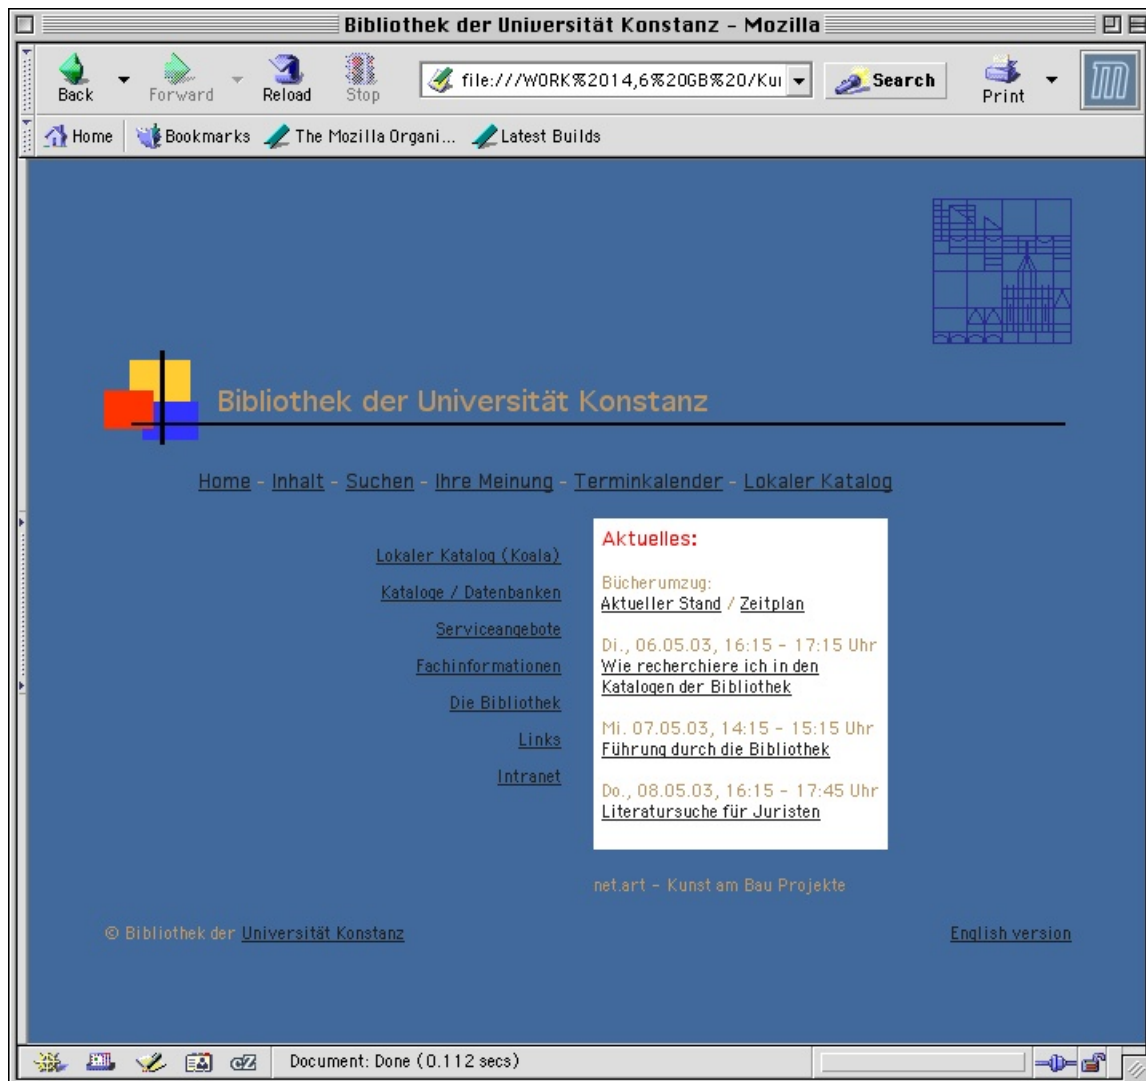 Bibliothek der Universität Konstanz - Mozilla
Back Forward Reload Stop file:///WORK%2014,6%20GB%20/Kui Search Print
Home Bookmarks The Mozilla Organi... Latest Builds
Bibliothek der Universität Konstanz
Home - Inhalt - Suchen - Ihre Meinung - Terminkalender - Lokaler Katalog
Lokaler Katalog (Koala)
Kataloge / Datenbanken
Serviceangebote
Fachinformationen
Die Bibliothek
Links
Intranet
Aktuelles:
Bücherumzug:
Aktueller Stand / Zeitplan
Di., 06.05.03, 16:15 - 17:15 Uhr
Wie recherchiere ich in den
Katalogen der Bibliothek
Mi. 07.05.03, 14:15 - 15:15 Uhr
Führung durch die Bibliothek
Do., 08.05.03, 16:15 - 17:45 Uhr
Literatursuche für Juristen
net.art - Kunst am Bau Projekte
© Bibliothek der Universität Konstanz
English version
Document: Done (0.112 secs)